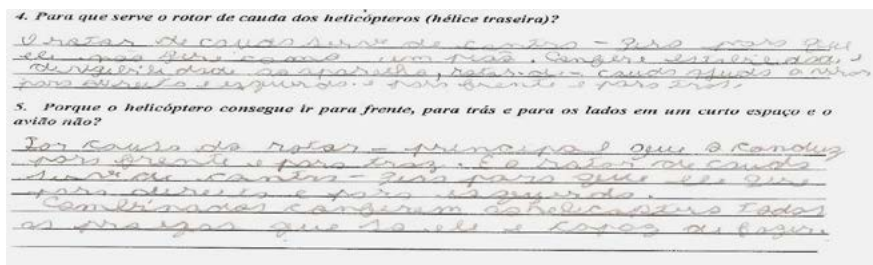 4. Para que serve o rotor de cauda dos helicópteros (hélice traseira)?
O rotor de cauda serve de contra - giro para que
ele não gire como um pião. Confere estabilidade e
dirigibilidade ao aparelho, rotor-de-cauda ajuda a virar
para direita e esquerda e para frente e para trás.
5. Porque o helicóptero consegue ir para frente, para trás e para os lados em um curto espaço e o
avião não?
Por causa do rotor - principal que o conduz
para frente e para traz. E o rotor de cauda
serve de contra - giro para que ele gire
para direita e para esquerda.
Combinados conferem ao helicóptero todas
as que só ele é capaz de fazer.